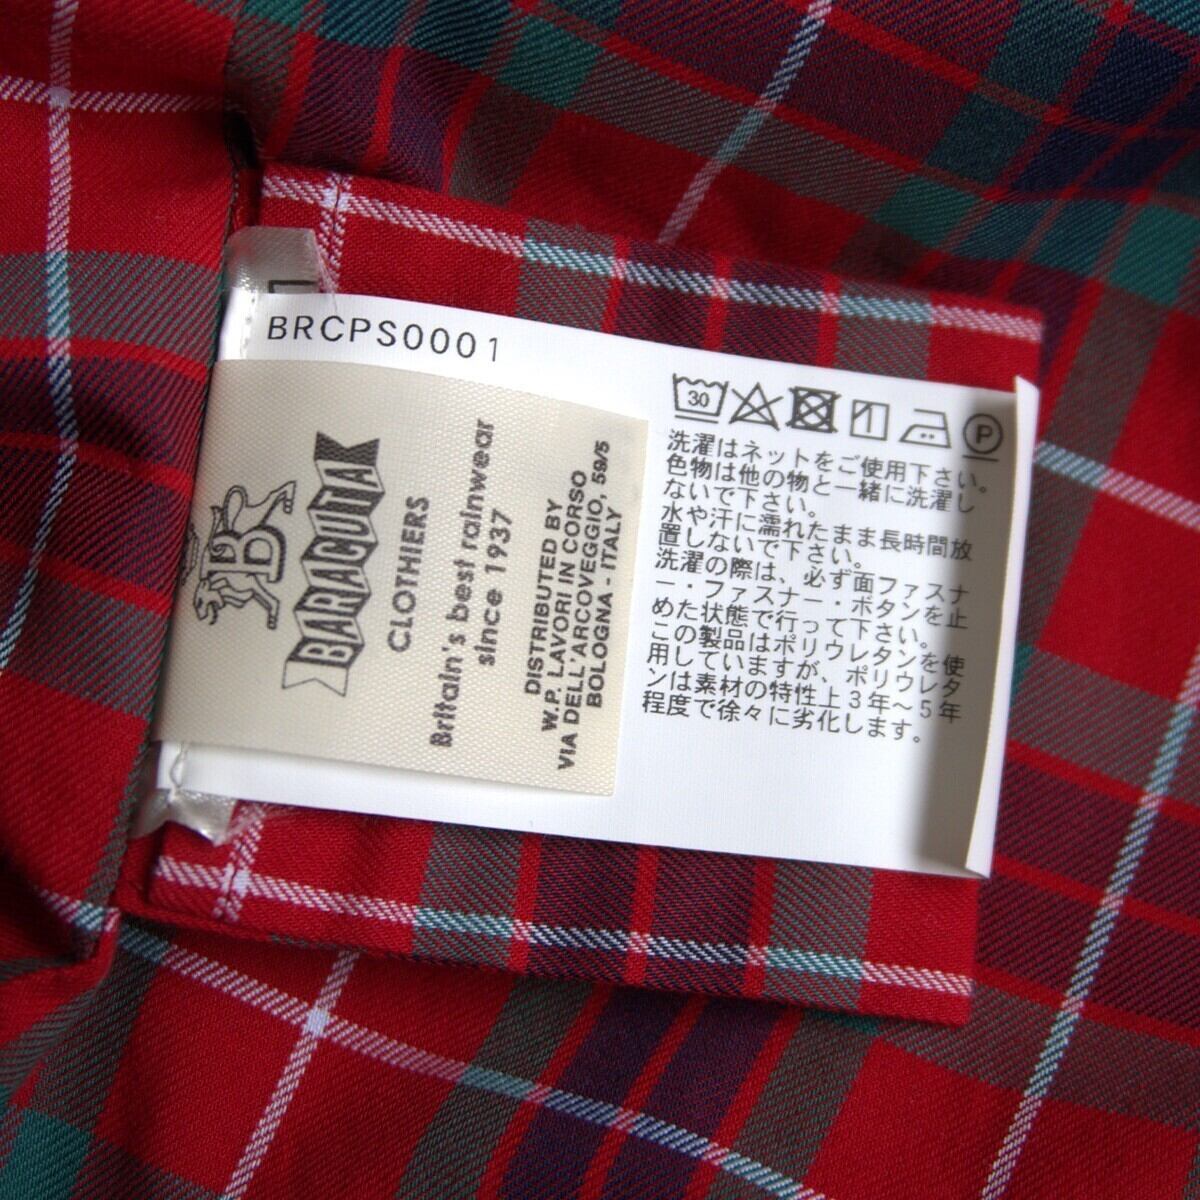 BRCPS0001
B
BARACUTA
CLOTHIERS
Britain's best rainwear
since 1937
DISTRIBUTED BY
W.P. LAVORI IN CORSO
VIA DELL'ARCOVEGGIO, 59/5
BOLOGNA - ITALY
30
P
洗濯はネットをご使用下さい。
色物は他の物と一緒に洗濯し
ないで下さい。
水や汗に濡れたまま長時間放
置しないで下さい。
洗濯の際は、必ず面ファスナ
ー・ファスナー・ボタンを止
めた状態で行って下さい。
この製品はポリウレタンを使
用していますが、ポリウレタ
ンは素材の特性上3年～5年
程度で徐々に劣化します。